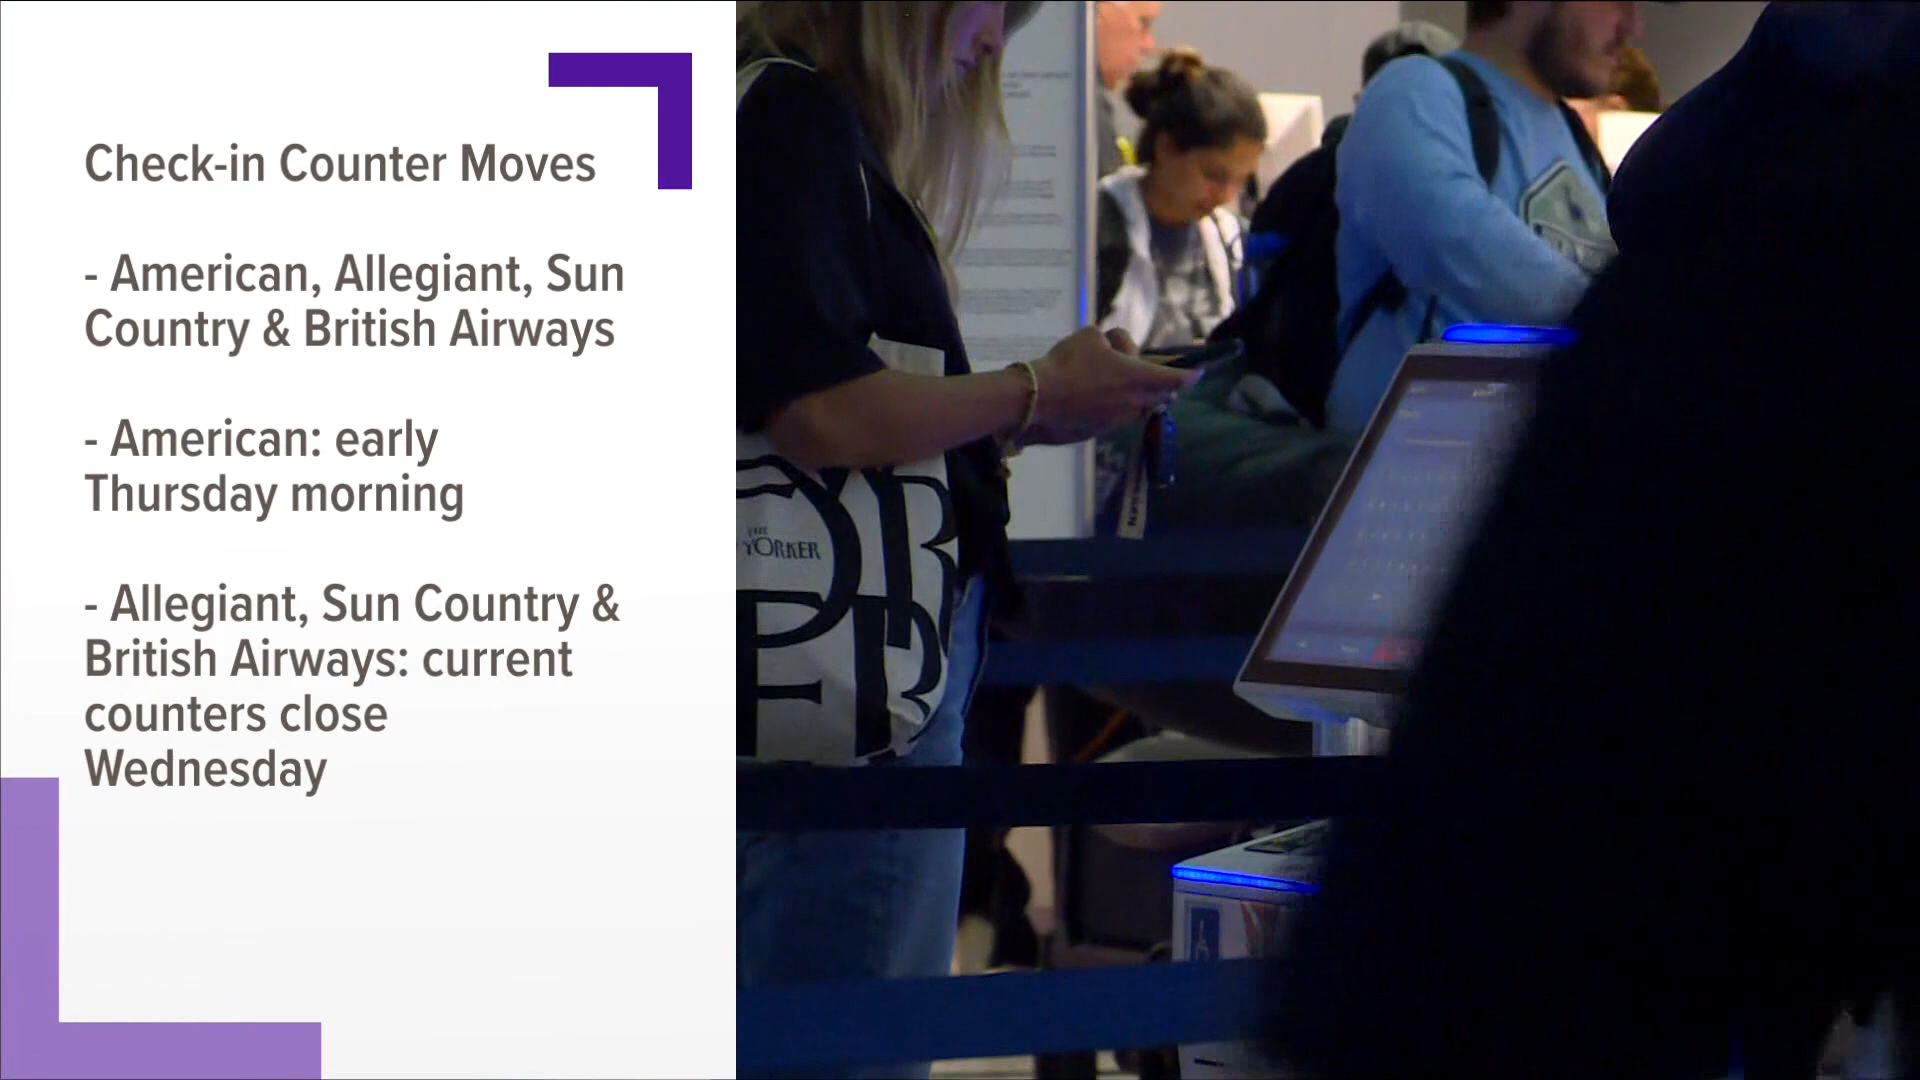 Check-in Counter Moves
- American, Allegiant, Sun
Country & British Airways
- American: early
Thursday morning
- Allegiant, Sun Country &
British Airways: current
counters close
Wednesday
THE
YORKER